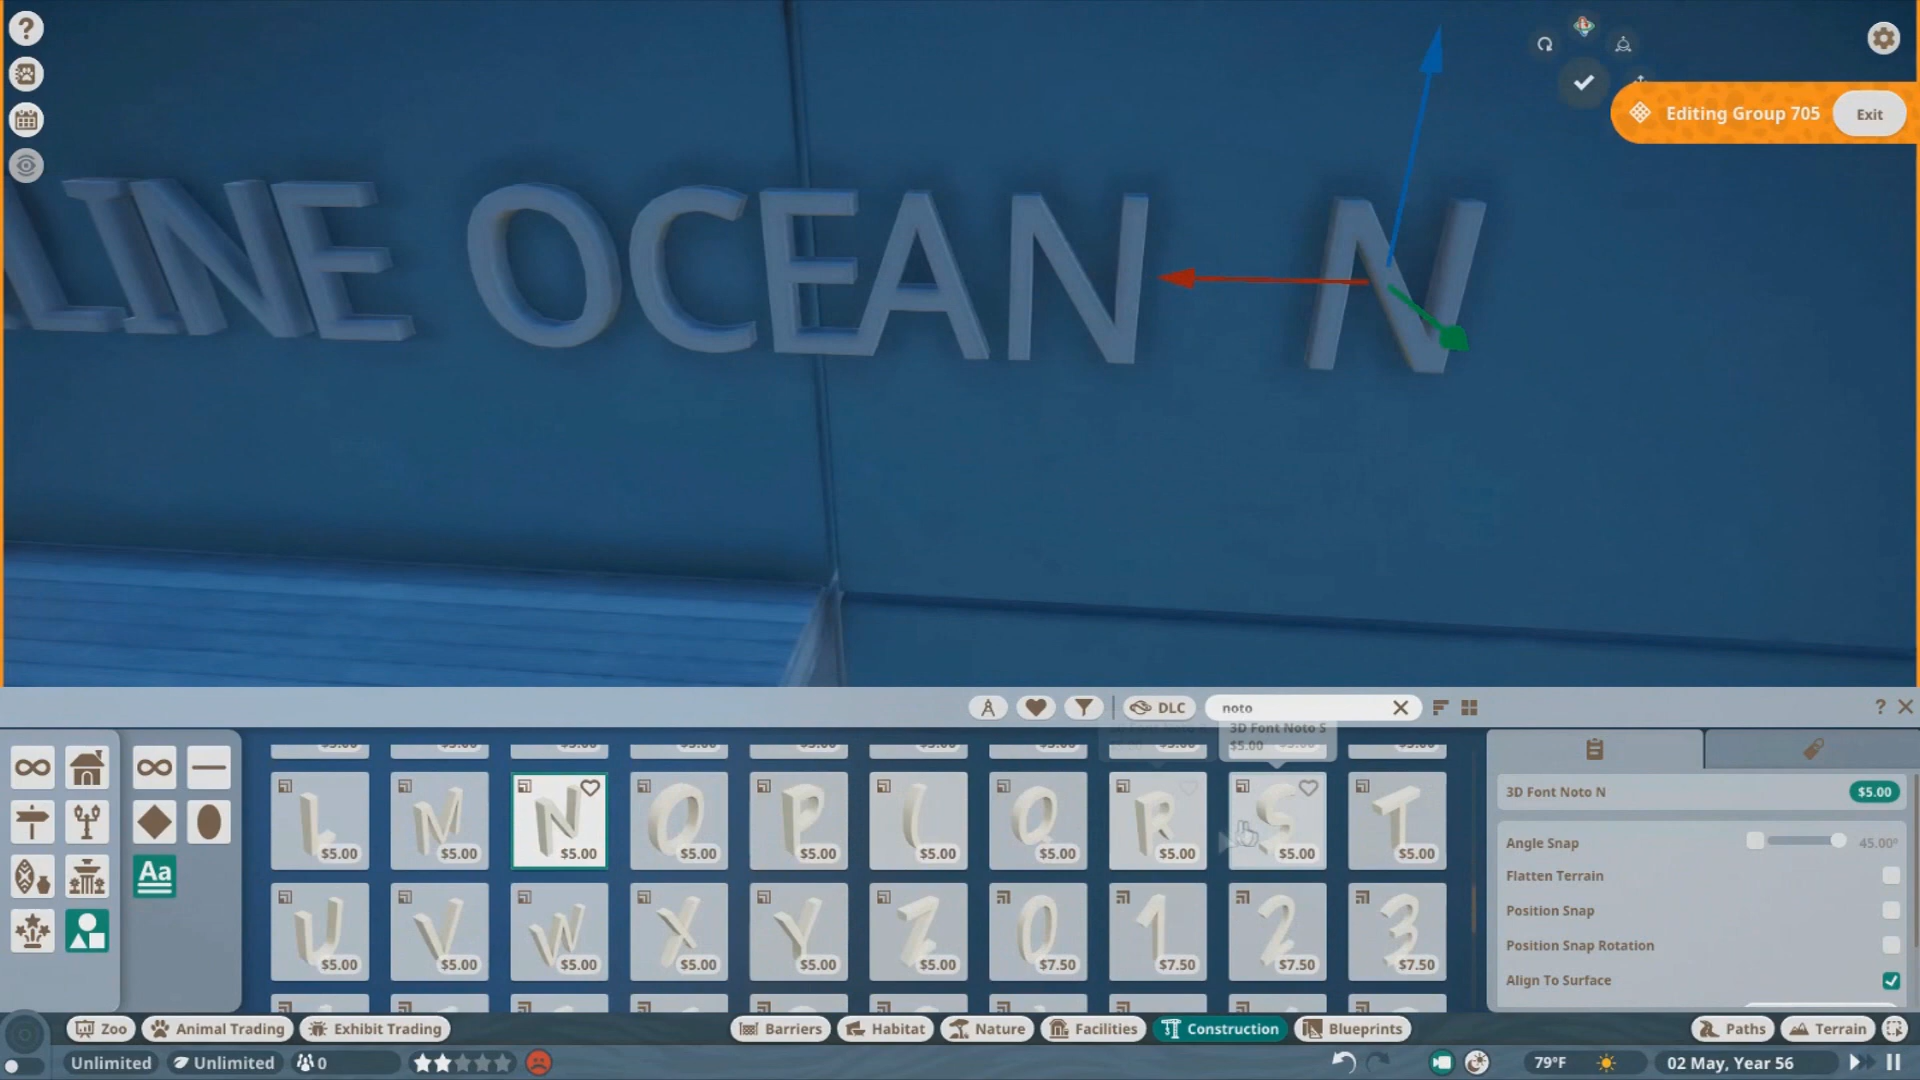 Editing Group 705
Exit
LINE OCEAN N
DLC
noto
?
3D Font Noto S
$5.00
L $5.00 M $5.00 N $5.00 O $5.00 P $5.00 $5.00 Q $5.00 R $5.00 S $5.00 T $5.00
U $5.00 V $5.00 W $5.00 X $5.00 Y $5.00 Z $5.00 0 $7.50 1 $7.50 2 $7.50 3 $7.50
Aa
3D Font Noto N $5.00
Angle Snap 45.00°
Flatten Terrain
Position Snap
Position Snap Rotation
Align To Surface
Zoo Animal Trading Exhibit Trading Barriers Habitat Nature Facilities Construction Blueprints Paths Terrain
Unlimited Unlimited 0 79°F 02 May, Year 56